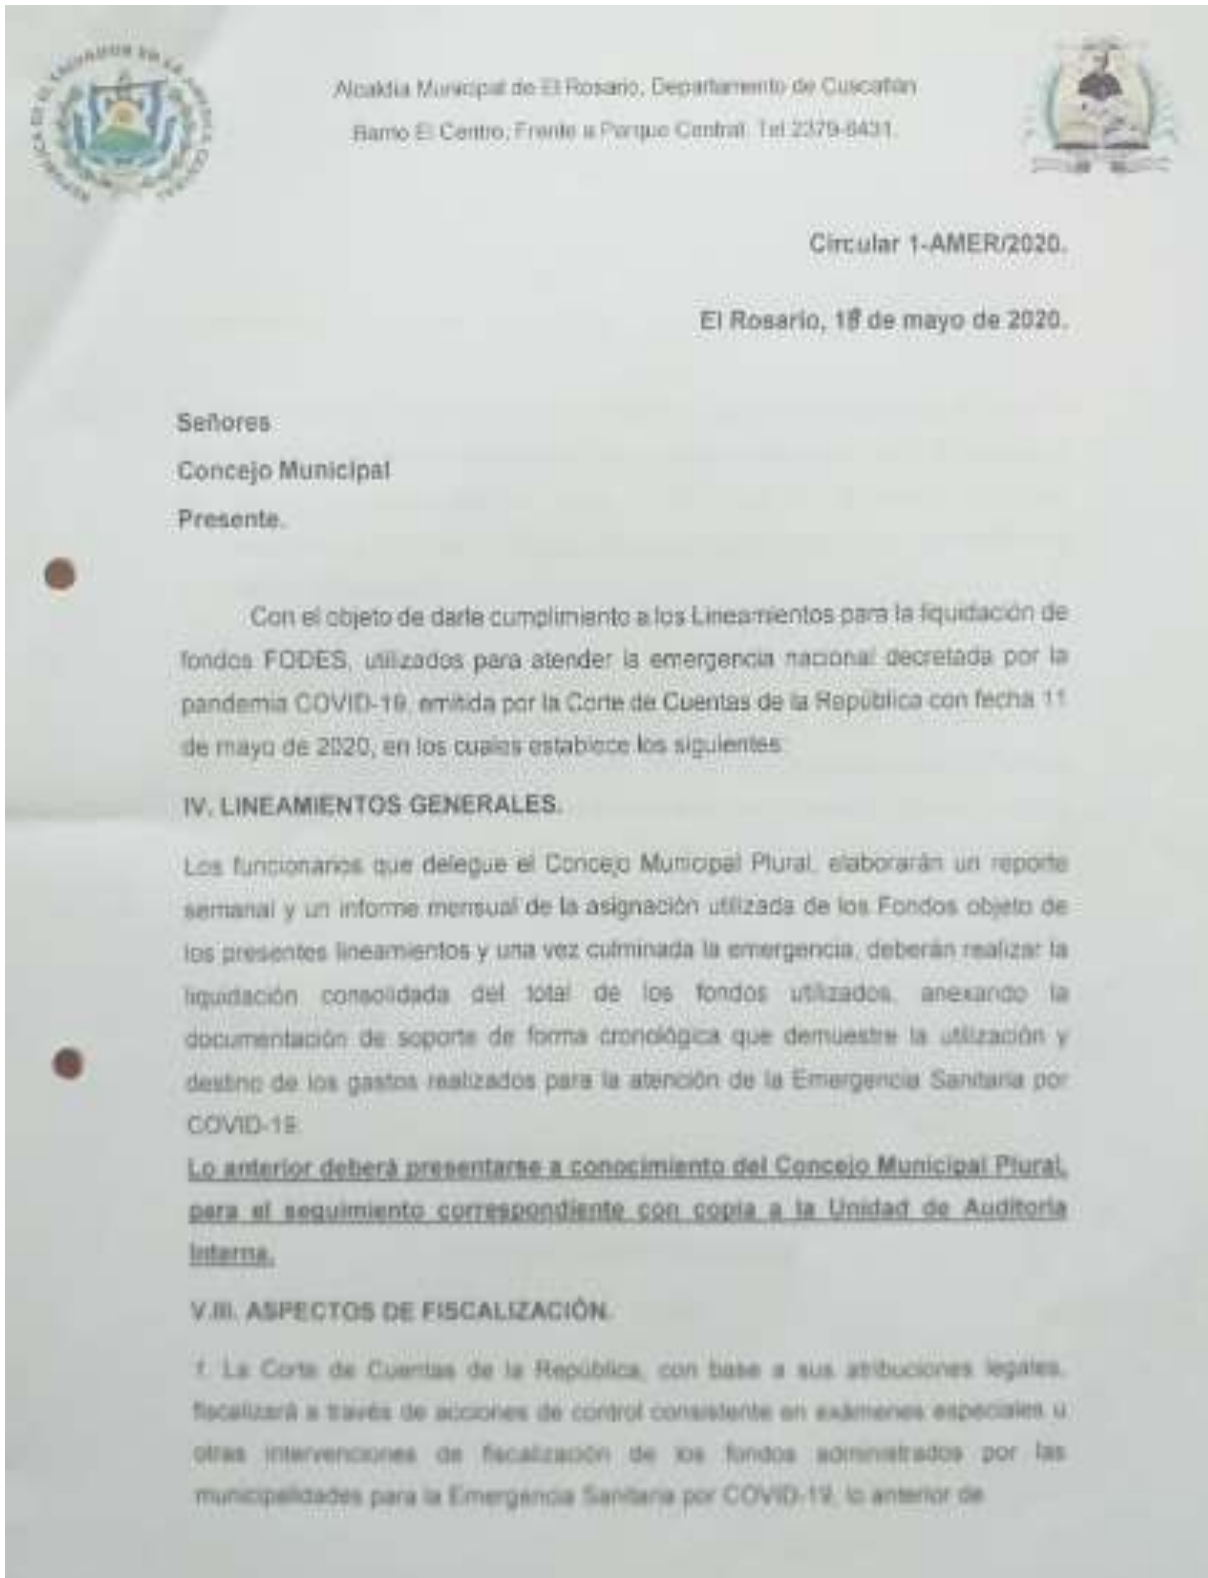 REPÚBLICA DE EL SALVADOR EN LA AMERICA CENTRAL
Alcaldía Municipal de El Rosario, Departamento de Cuscatlán
Barrio El Centro, Frente a Parque Central. Tel 2379-8431.
Circular 1-AMER/2020.
El Rosario, 18 de mayo de 2020.
Señores
Concejo Municipal
Presente.
Con el objeto de darle cumplimiento a los Lineamientos para la liquidación de
fondos FODES, utilizados para atender la emergencia nacional decretada por la
pandemia COVID-19, emitida por la Corte de Cuentas de la República con fecha 11
de mayo de 2020, en los cuales establece los siguientes:
IV. LINEAMIENTOS GENERALES.
Los funcionarios que delegue el Concejo Municipal Plural, elaborarán un reporte
semanal y un informe mensual de la asignación utilizada de los Fondos objeto de
los presentes lineamientos y una vez culminada la emergencia, deberán realizar la
liquidación consolidada del total de los fondos utilizados, anexando la
documentación de soporte de forma cronológica que demuestre la utilización y
destino de los gastos realizados para la atención de la Emergencia Sanitaria por
COVID-19.
Lo anterior deberá presentarse a conocimiento del Concejo Municipal Plural,
para el seguimiento correspondiente con copia a la Unidad de Auditoria
Interna.
V.III. ASPECTOS DE FISCALIZACIÓN.
1. La Corte de Cuentas de la República, con base a sus atribuciones legales,
fiscalizará a través de acciones de control consistente en exámenes especiales u
otras intervenciones de fiscalización de los fondos administrados por las
municipalidades para la Emergencia Sanitaria por COVID-19, lo anterior de